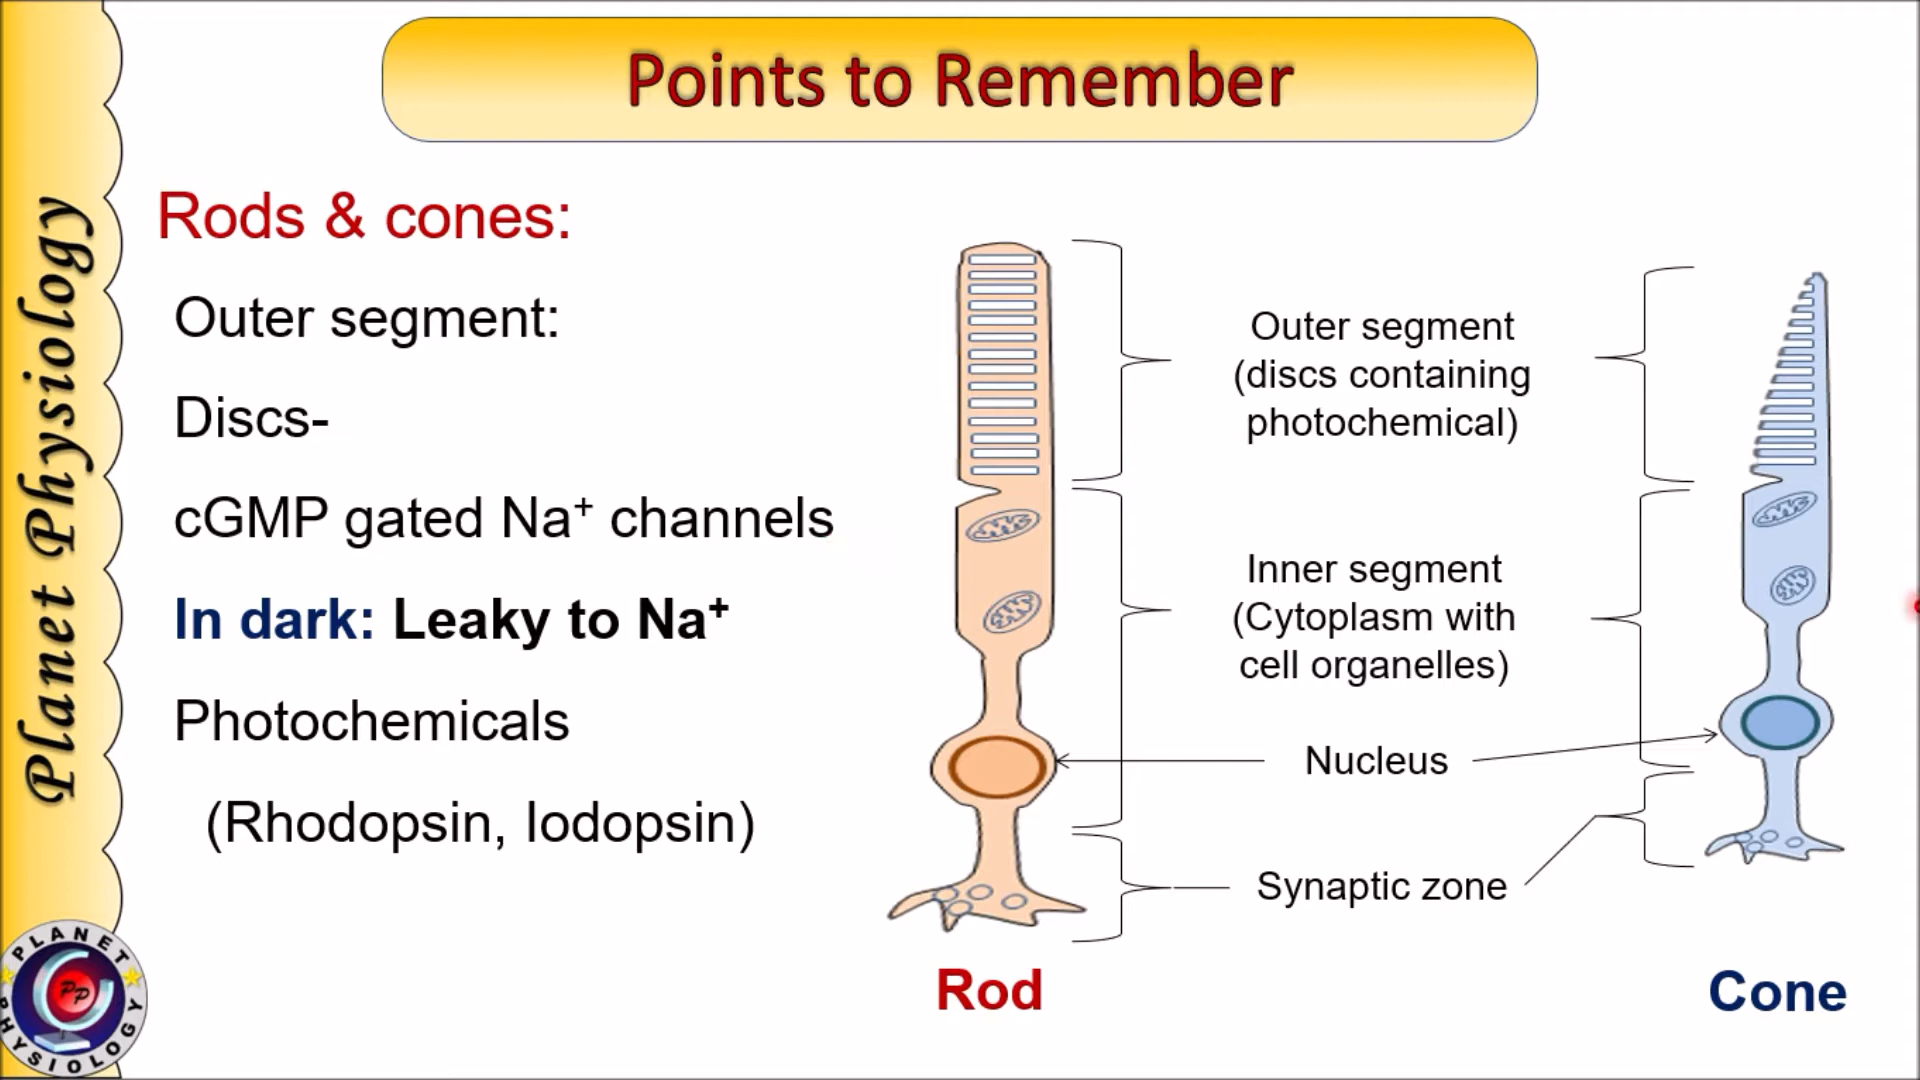 Points to Remember
Planet Physiology
Rods & cones:
Outer segment:
Discs-
cGMP gated Na⁺ channels
In dark: Leaky to Na⁺
Photochemicals
(Rhodopsin, Iodopsin)
Outer segment
(discs containing
photochemical)
Inner segment
(Cytoplasm with
cell organelles)
Nucleus
Synaptic zone
Rod
Cone
PLANET
PP
PHYSIOLOGY